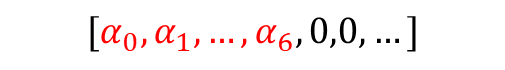 [α₀, α₁, … , α₆, 0,0, … ]